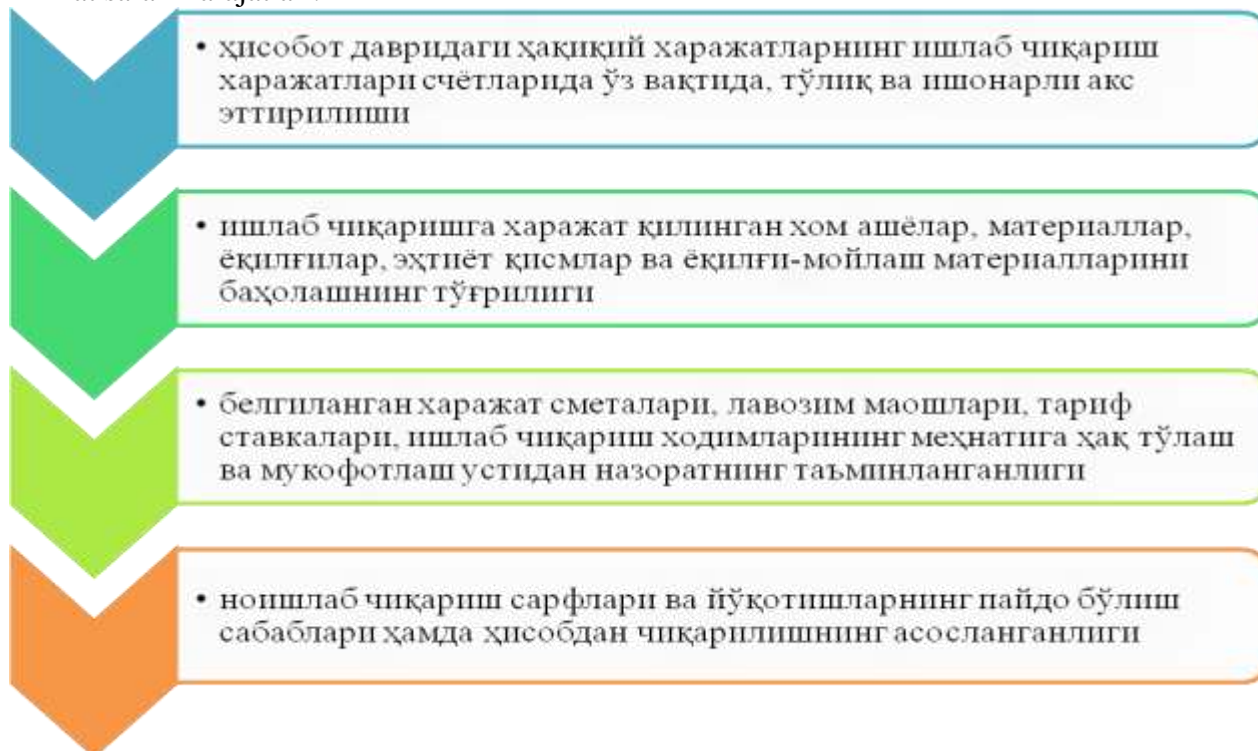 • ҳисобот давридаги ҳақиқий харажатларнинг ишлаб чиқариш
харажатлари счётларида ўз вақтида, тўлиқ ва ишонарли акс
эттирилиши
• ишлаб чиқаришга харажат қилинган хом ашёлар, материаллар,
ёқилғилар, эҳтиёт қисмлар ва ёқилғи-мойлаш материалларини
баҳолашнинг тўғрилиги
• белгиланган харажат сметалари, лавозим маошлари, тариф
ставкалари, ишлаб чиқариш ходимларининг меҳнатига ҳақ тўлаш
ва мукофотлаш устидан назоратнинг таъминланганлиги
• ноишлаб чиқариш сарфлари ва йўқотишларнинг пайдо бўлиш
сабаблари ҳамда ҳисобдан чиқарилишнинг асосланганлиги